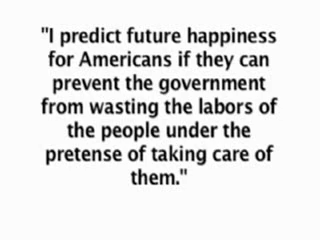 "I predict future happiness
for Americans if they can
prevent the government
from wasting the labors of
the people under the
pretense of taking care of
them."